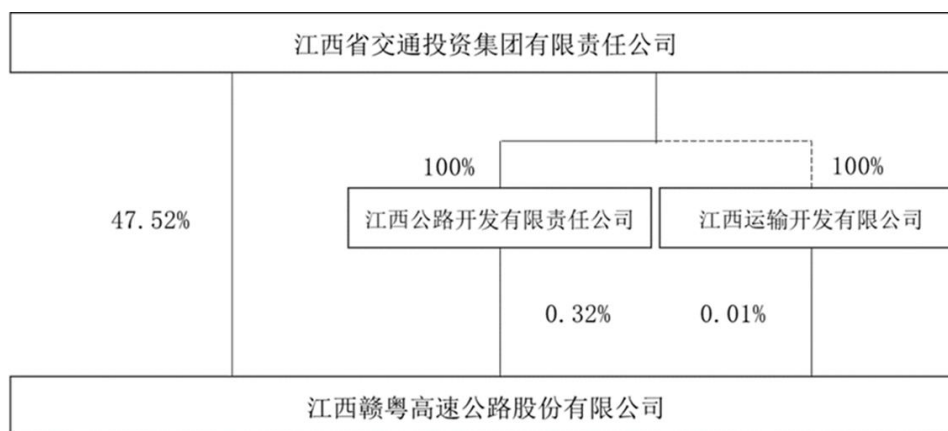 江西省交通投资集团有限责任公司
100%
100%
47.52%
江西公路开发有限责任公司
江西运输开发有限公司
0.32%
0.01%
江西赣粤高速公路股份有限公司